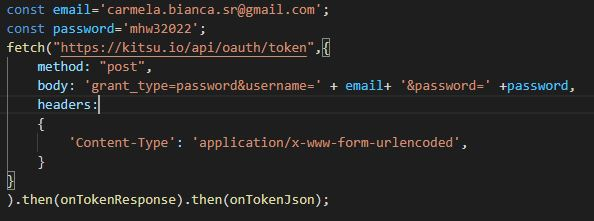 const email='carmela.bianca.sr@gmail.com';
const password='mhw32022';
fetch("https://kitsu.io/api/oauth/token",{
method: "post",
body: 'grant_type=password&username=' + email+ '&password=' +password,
headers:
{
'Content-Type': 'application/x-www-form-urlencoded',
}
}
).then(onTokenResponse).then(onTokenJson);